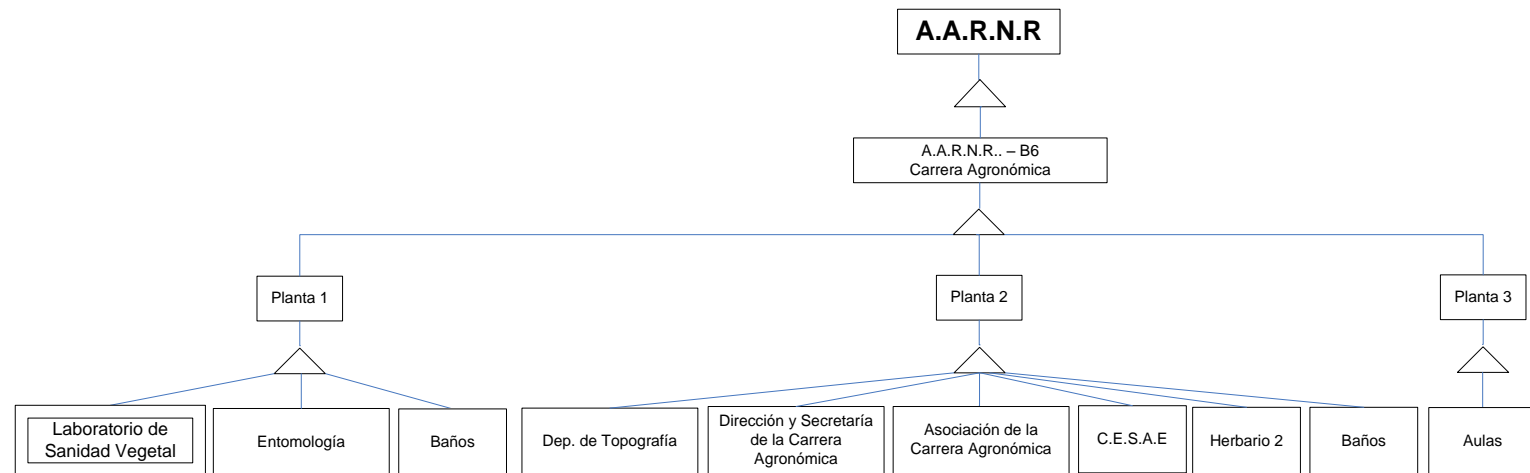 A.A.R.N.R
A.A.R.N.R.. – B6
Carrera Agronómica
Planta 1
Planta 2
Planta 3
Laboratorio de
Sanidad Vegetal
Entomología
Baños
Dep. de Topografía
Dirección y Secretaría
de la Carrera
Agronómica
Asociación de la
Carrera Agronómica
C.E.S.A.E
Herbario 2
Baños
Aulas